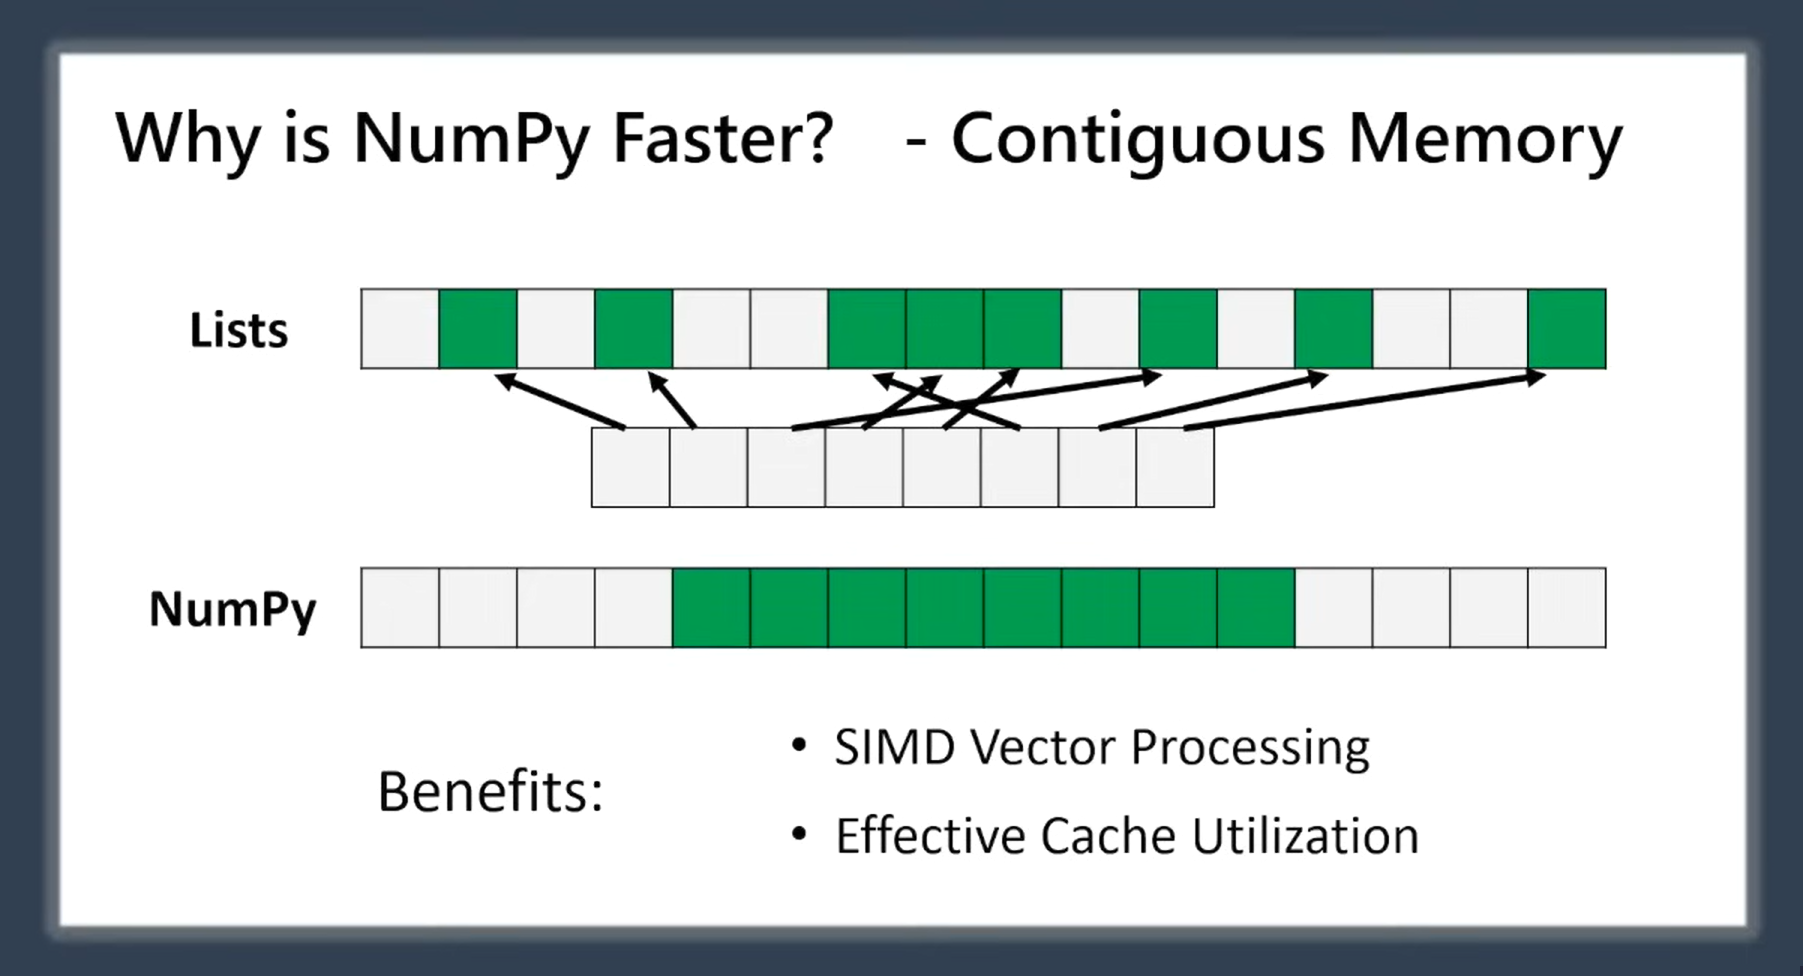 Why is NumPy Faster? - Contiguous Memory
Lists
NumPy
Benefits:
• SIMD Vector Processing
• Effective Cache Utilization